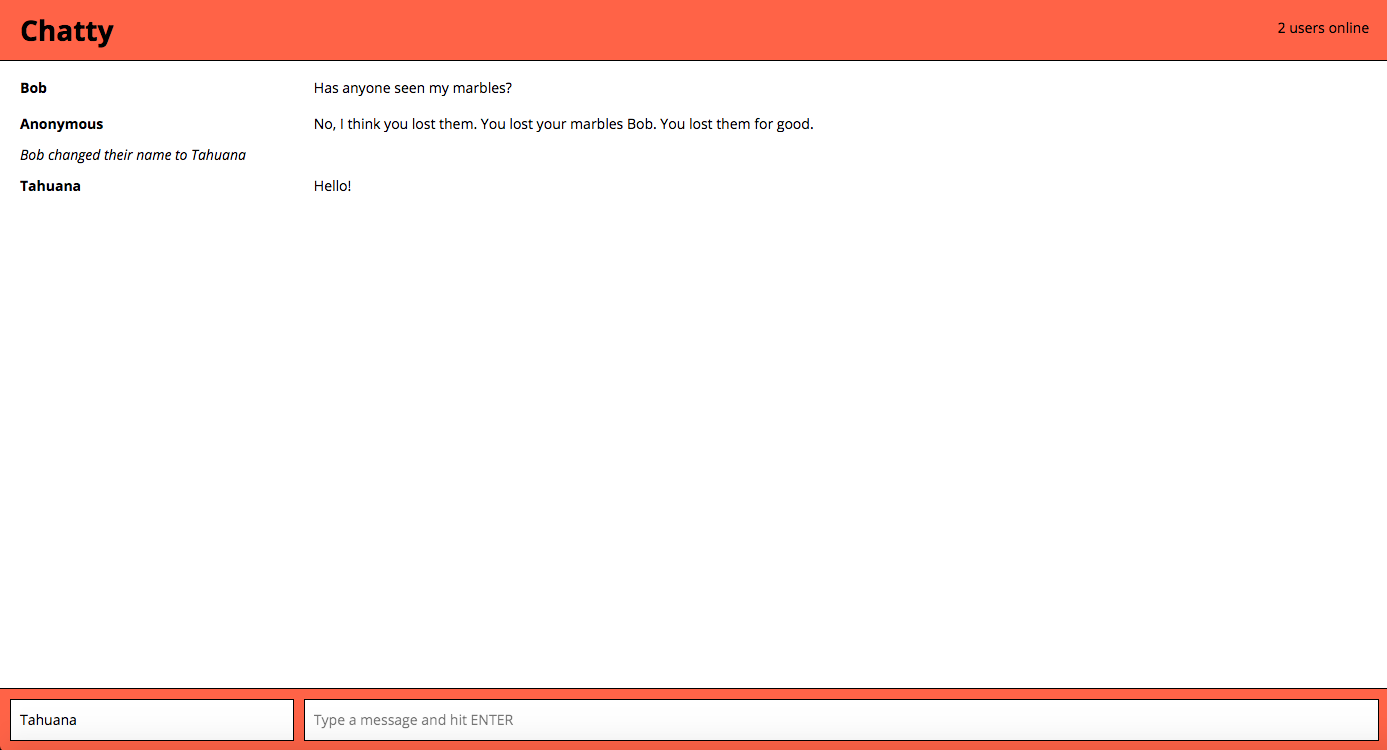 Chatty
2 users online
Bob Has anyone seen my marbles?
Anonymous No, I think you lost them. You lost your marbles Bob. You lost them for good.
Bob changed their name to Tahuana
Tahuana Hello!
Tahuana Type a message and hit ENTER